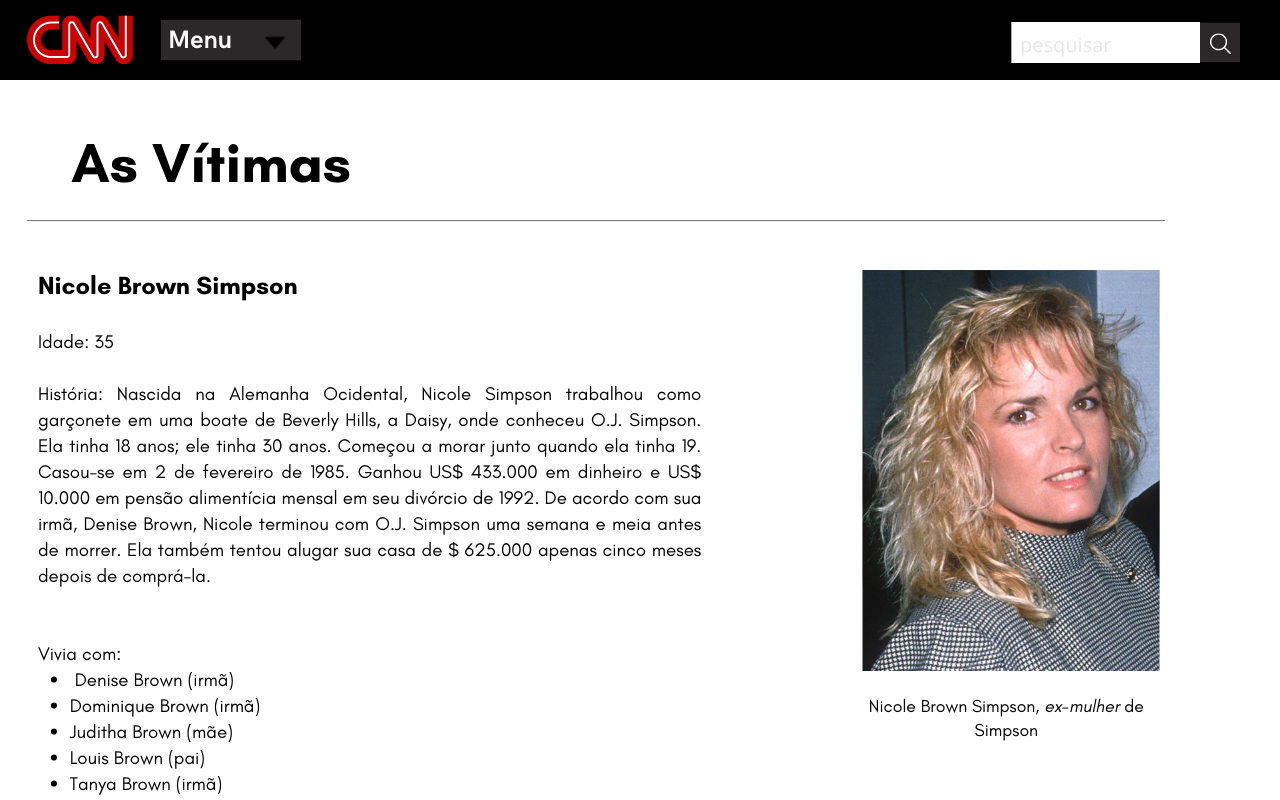 CNN
Menu
pesquisar
As Vítimas
Nicole Brown Simpson
Idade: 35
História: Nascida na Alemanha Ocidental, Nicole Simpson trabalhou como
garçonete em uma boate de Beverly Hills, a Daisy, onde conheceu O.J. Simpson.
Ela tinha 18 anos; ele tinha 30 anos. Começou a morar junto quando ela tinha 19.
Casou-se em 2 de fevereiro de 1985. Ganhou US$ 433.000 em dinheiro e US$
10.000 em pensão alimentícia mensal em seu divórcio de 1992. De acordo com sua
irmã, Denise Brown, Nicole terminou com O.J. Simpson uma semana e meia antes
de morrer. Ela também tentou alugar sua casa de $ 625.000 apenas cinco meses
depois de comprá-la.
Vivia com:
• Denise Brown (irmã)
• Dominique Brown (irmã)
• Juditha Brown (mãe)
• Louis Brown (pai)
• Tanya Brown (irmã)
Nicole Brown Simpson, ex-mulher de
Simpson